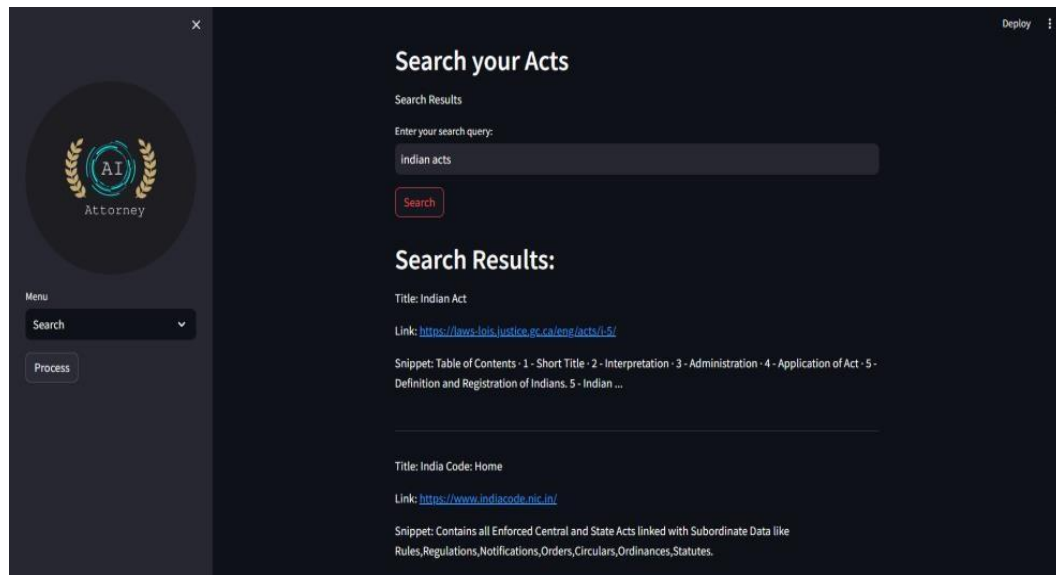 Deploy
AI
Attorney
Menu
Search
Process
Search your Acts
Search Results
Enter your search query:
indian acts
Search
Search Results:
Title: Indian Act
Link: https://laws-lois.justice.gc.ca/eng/acts/i-5/
Snippet: Table of Contents · 1 - Short Title · 2 - Interpretation · 3 - Administration · 4 - Application of Act · 5 -
Definition and Registration of Indians. 5 - Indian ...
Title: India Code: Home
Link: https://www.indiacode.nic.in/
Snippet: Contains all Enforced Central and State Acts linked with Subordinate Data like
Rules,Regulations,Notifications,Orders,Circulars,Ordinances,Statutes.